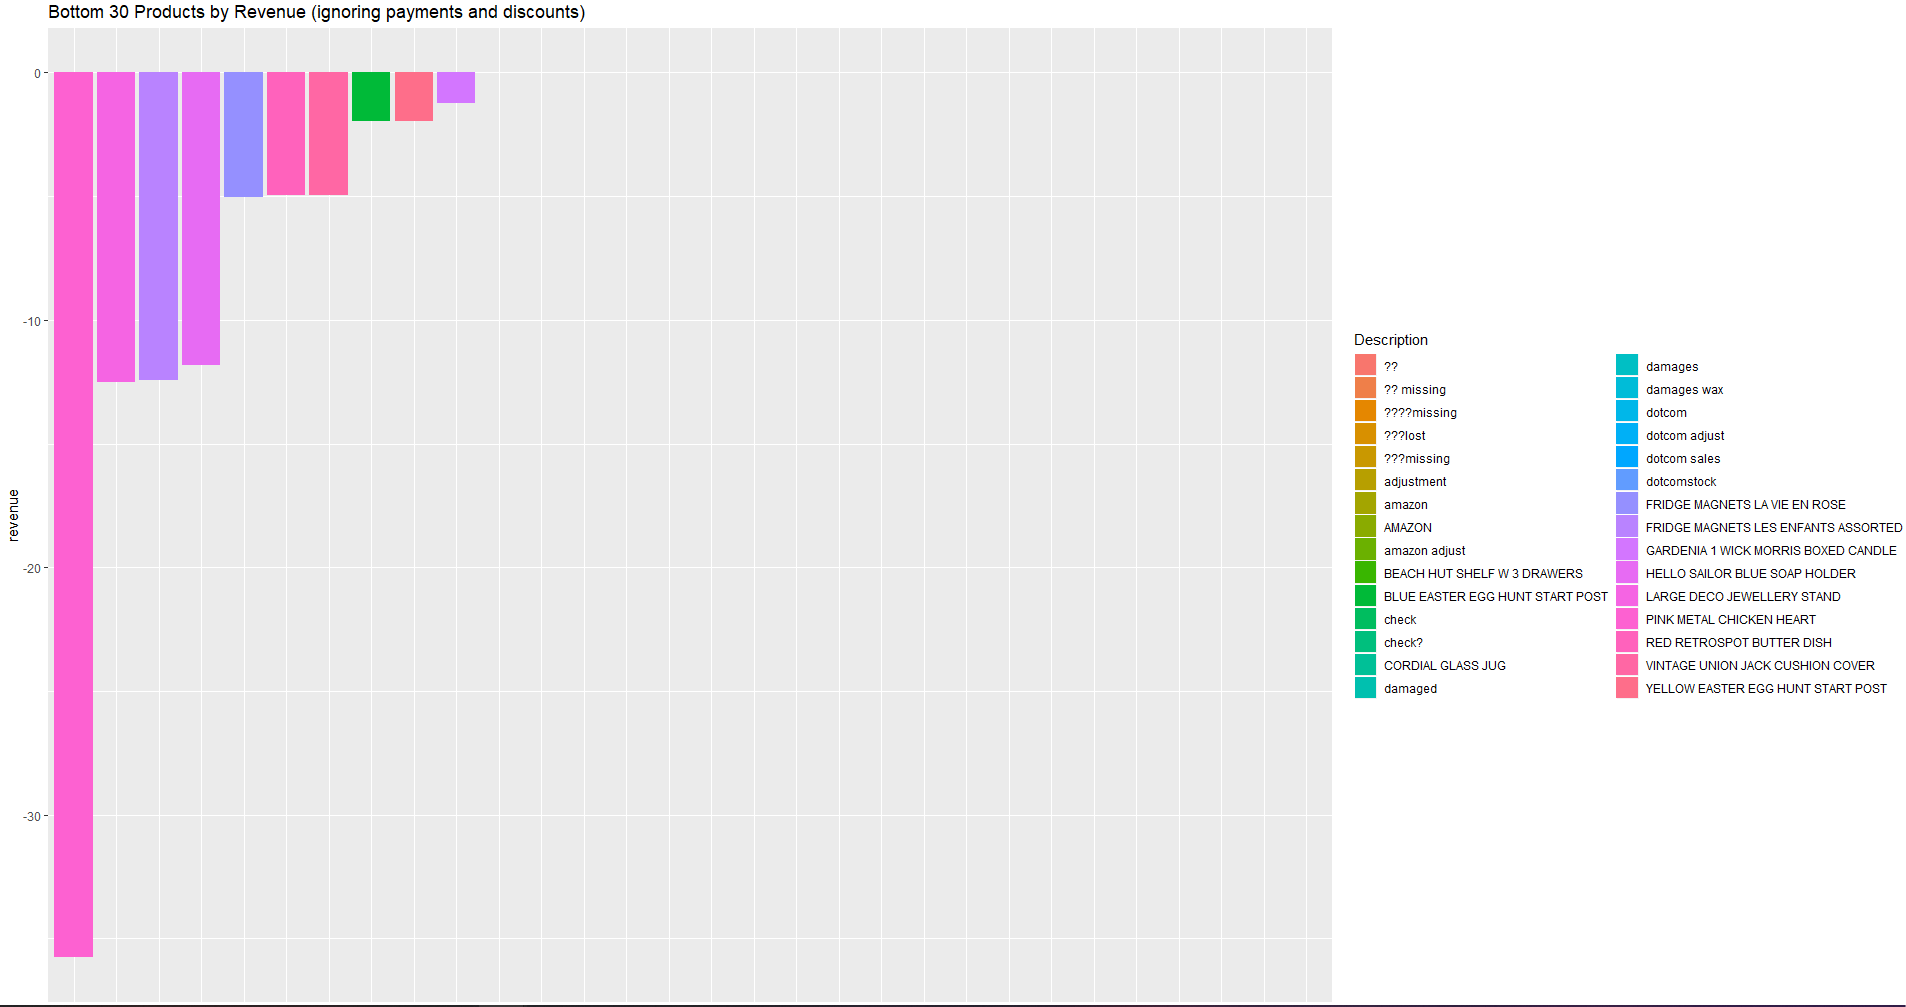 Bottom 30 Products by Revenue (ignoring payments and discounts)
0
-10
-20
-30
revenue
Description
??
?? missing
????missing
???lost
???missing
adjustment
amazon
AMAZON
amazon adjust
BEACH HUT SHELF W 3 DRAWERS
BLUE EASTER EGG HUNT START POST
check
check?
CORDIAL GLASS JUG
damaged
damages
damages wax
dotcom
dotcom adjust
dotcom sales
dotcomstock
FRIDGE MAGNETS LA VIE EN ROSE
FRIDGE MAGNETS LES ENFANTS ASSORTED
GARDENIA 1 WICK MORRIS BOXED CANDLE
HELLO SAILOR BLUE SOAP HOLDER
LARGE DECO JEWELLERY STAND
PINK METAL CHICKEN HEART
RED RETROSPOT BUTTER DISH
VINTAGE UNION JACK CUSHION COVER
YELLOW EASTER EGG HUNT START POST